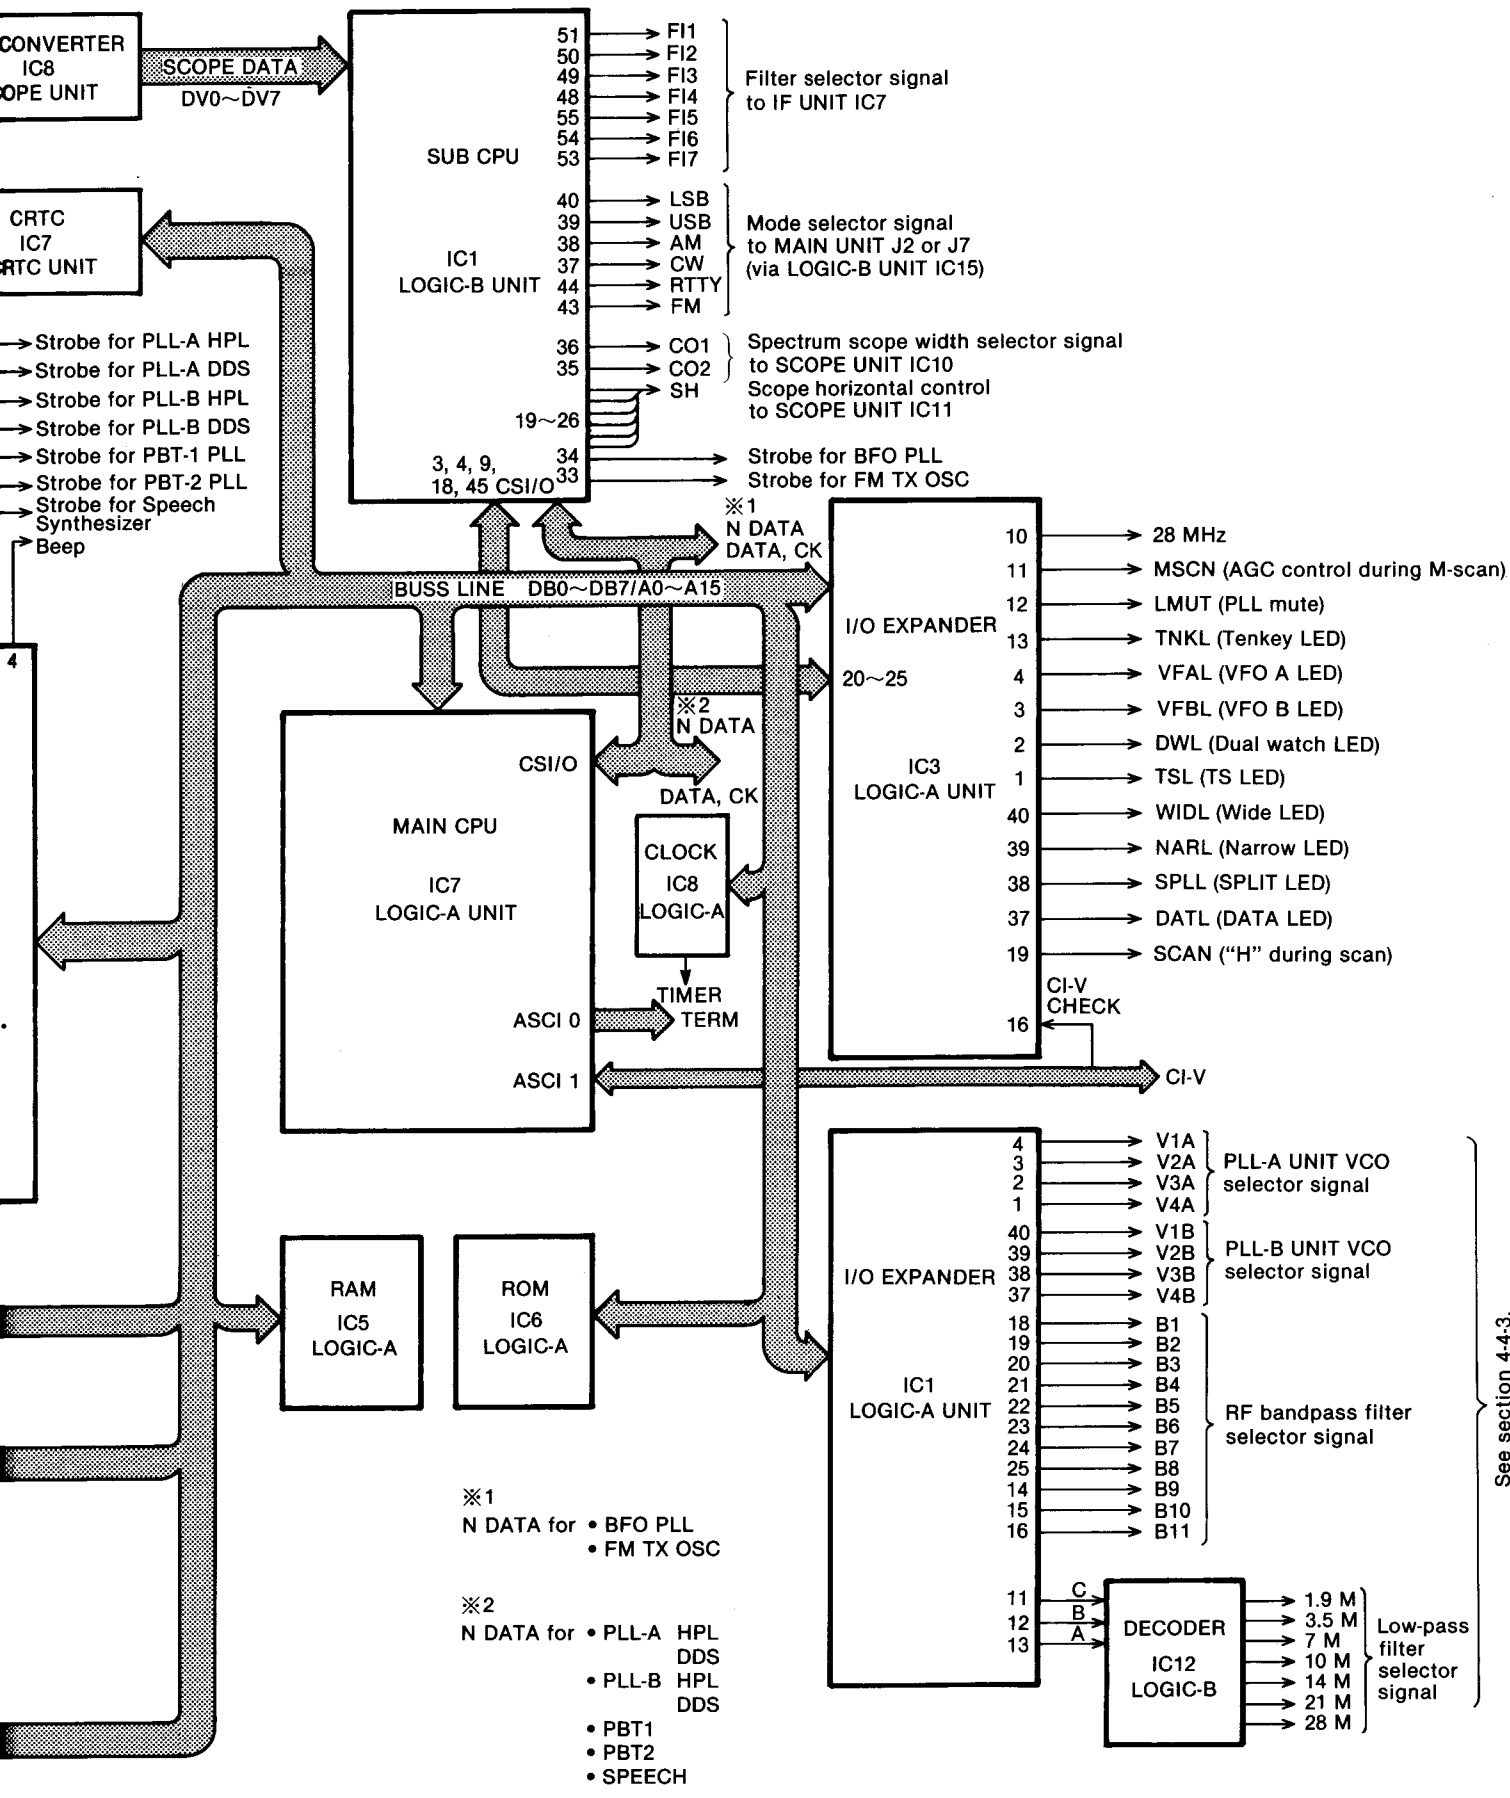 CONVERTER
IC8
OPE UNIT
SCOPE DATA
DV0～DV7
CRTC
IC7
RTC UNIT
Strobe for PLL-A HPL
Strobe for PLL-A DDS
Strobe for PLL-B HPL
Strobe for PLL-B DDS
Strobe for PBT-1 PLL
Strobe for PBT-2 PLL
Strobe for Speech
Synthesizer
Beep
4
SUB CPU
IC1
LOGIC-B UNIT
51 FI1
50 FI2
49 FI3
48 FI4
55 FI5
54 FI6
53 FI7
Filter selector signal
to IF UNIT IC7
40 LSB
39 USB
38 AM
37 CW
44 RTTY
43 FM
Mode selector signal
to MAIN UNIT J2 or J7
(via LOGIC-B UNIT IC15)
36 CO1
35 CO2
Spectrum scope width selector signal
to SCOPE UNIT IC10
19～26 SH
Scope horizontal control
to SCOPE UNIT IC11
34 Strobe for BFO PLL
33 Strobe for FM TX OSC
3, 4, 9,
18, 45 CSI/O
※1
N DATA
DATA, CK
BUSS LINE DB0～DB7/A0～A15
※2
N DATA
DATA, CK
MAIN CPU
IC7
LOGIC-A UNIT
CSI/O
ASCI 0
ASCI 1
CLOCK
IC8
LOGIC-A
TIMER
TERM
I/O EXPANDER
20～25
IC3
LOGIC-A UNIT
10 28 MHz
11 MSCN (AGC control during M-scan)
12 LMUT (PLL mute)
13 TNKL (Tenkey LED)
4 VFAL (VFO A LED)
3 VFBL (VFO B LED)
2 DWL (Dual watch LED)
1 TSL (TS LED)
40 WIDL (Wide LED)
39 NARL (Narrow LED)
38 SPLL (SPLIT LED)
37 DATL (DATA LED)
19 SCAN (“H” during scan)
16 CI-V
CHECK
CI-V
RAM
IC5
LOGIC-A
ROM
IC6
LOGIC-A
I/O EXPANDER
IC1
LOGIC-A UNIT
4 V1A
3 V2A
2 V3A
1 V4A
PLL-A UNIT VCO
selector signal
40 V1B
39 V2B
38 V3B
37 V4B
PLL-B UNIT VCO
selector signal
18 B1
19 B2
20 B3
21 B4
22 B5
23 B6
24 B7
25 B8
14 B9
15 B10
16 B11
RF bandpass filter
selector signal
11 C
12 B
13 A
DECODER
IC12
LOGIC-B
1.9 M
3.5 M
7 M
10 M
14 M
21 M
28 M
Low-pass
filter
selector
signal
See section 4-4-3.
※1
N DATA for • BFO PLL
• FM TX OSC
※2
N DATA for • PLL-A HPL
DDS
• PLL-B HPL
DDS
• PBT1
• PBT2
• SPEECH